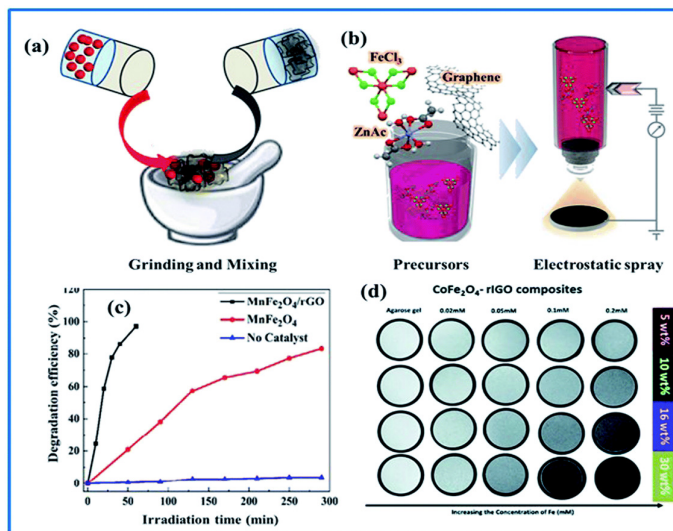 (a)
Grinding and Mixing
(b)
FeCl3
Graphene
ZnAc
Precursors
Electrostatic spray
(c)
MnFe2O4/rGO
MnFe2O4
No Catalyst
Degradation efficiency (%)
120
100
80
60
40
20
0
0 50 100 150 200 250 300
Irradiation time (min)
(d)
CoFe2O4- rlGO composites
Agarose gel 0.02mM 0.05mM 0.1mM 0.2mM
5 wt%
10 wt%
16 wt%
30 wt%
Increasing the Concentration of Fe (mM)